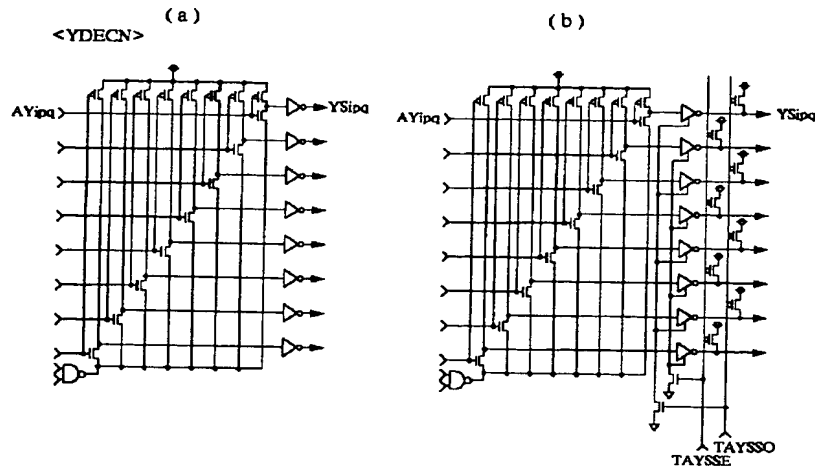 (a)
(b)
<YDECN>
AYipq
YSipq
AYipq
YSipq
TAYSSO
TAYSSE